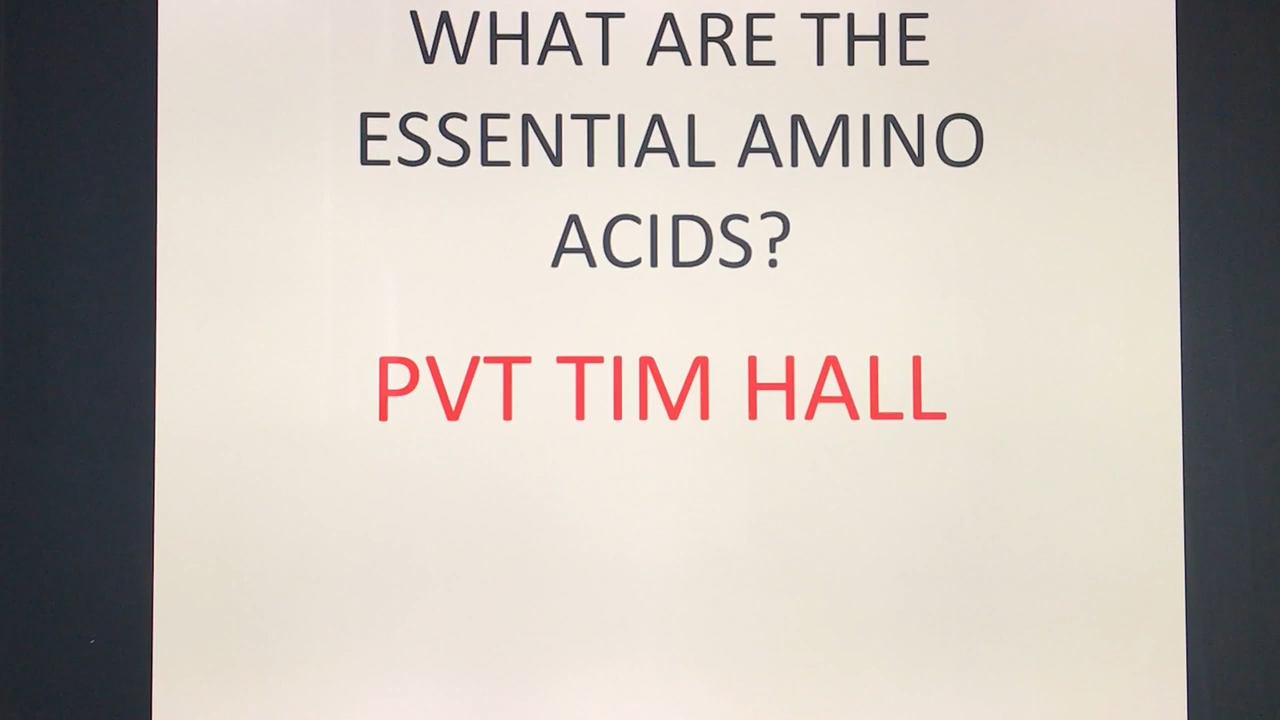 WHAT ARE THE
ESSENTIAL AMINO
ACIDS?
PVT TIM HALL